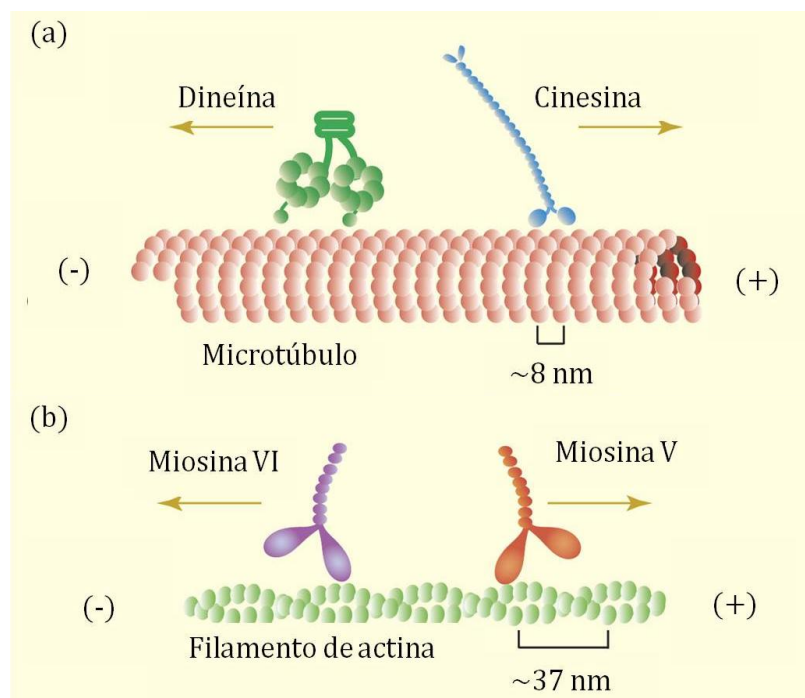 (a)
Dineína
Cinesina
(-)
(+)
Microtúbulo
~8 nm
(b)
Miosina VI
Miosina V
(-)
(+)
Filamento de actina
~37 nm